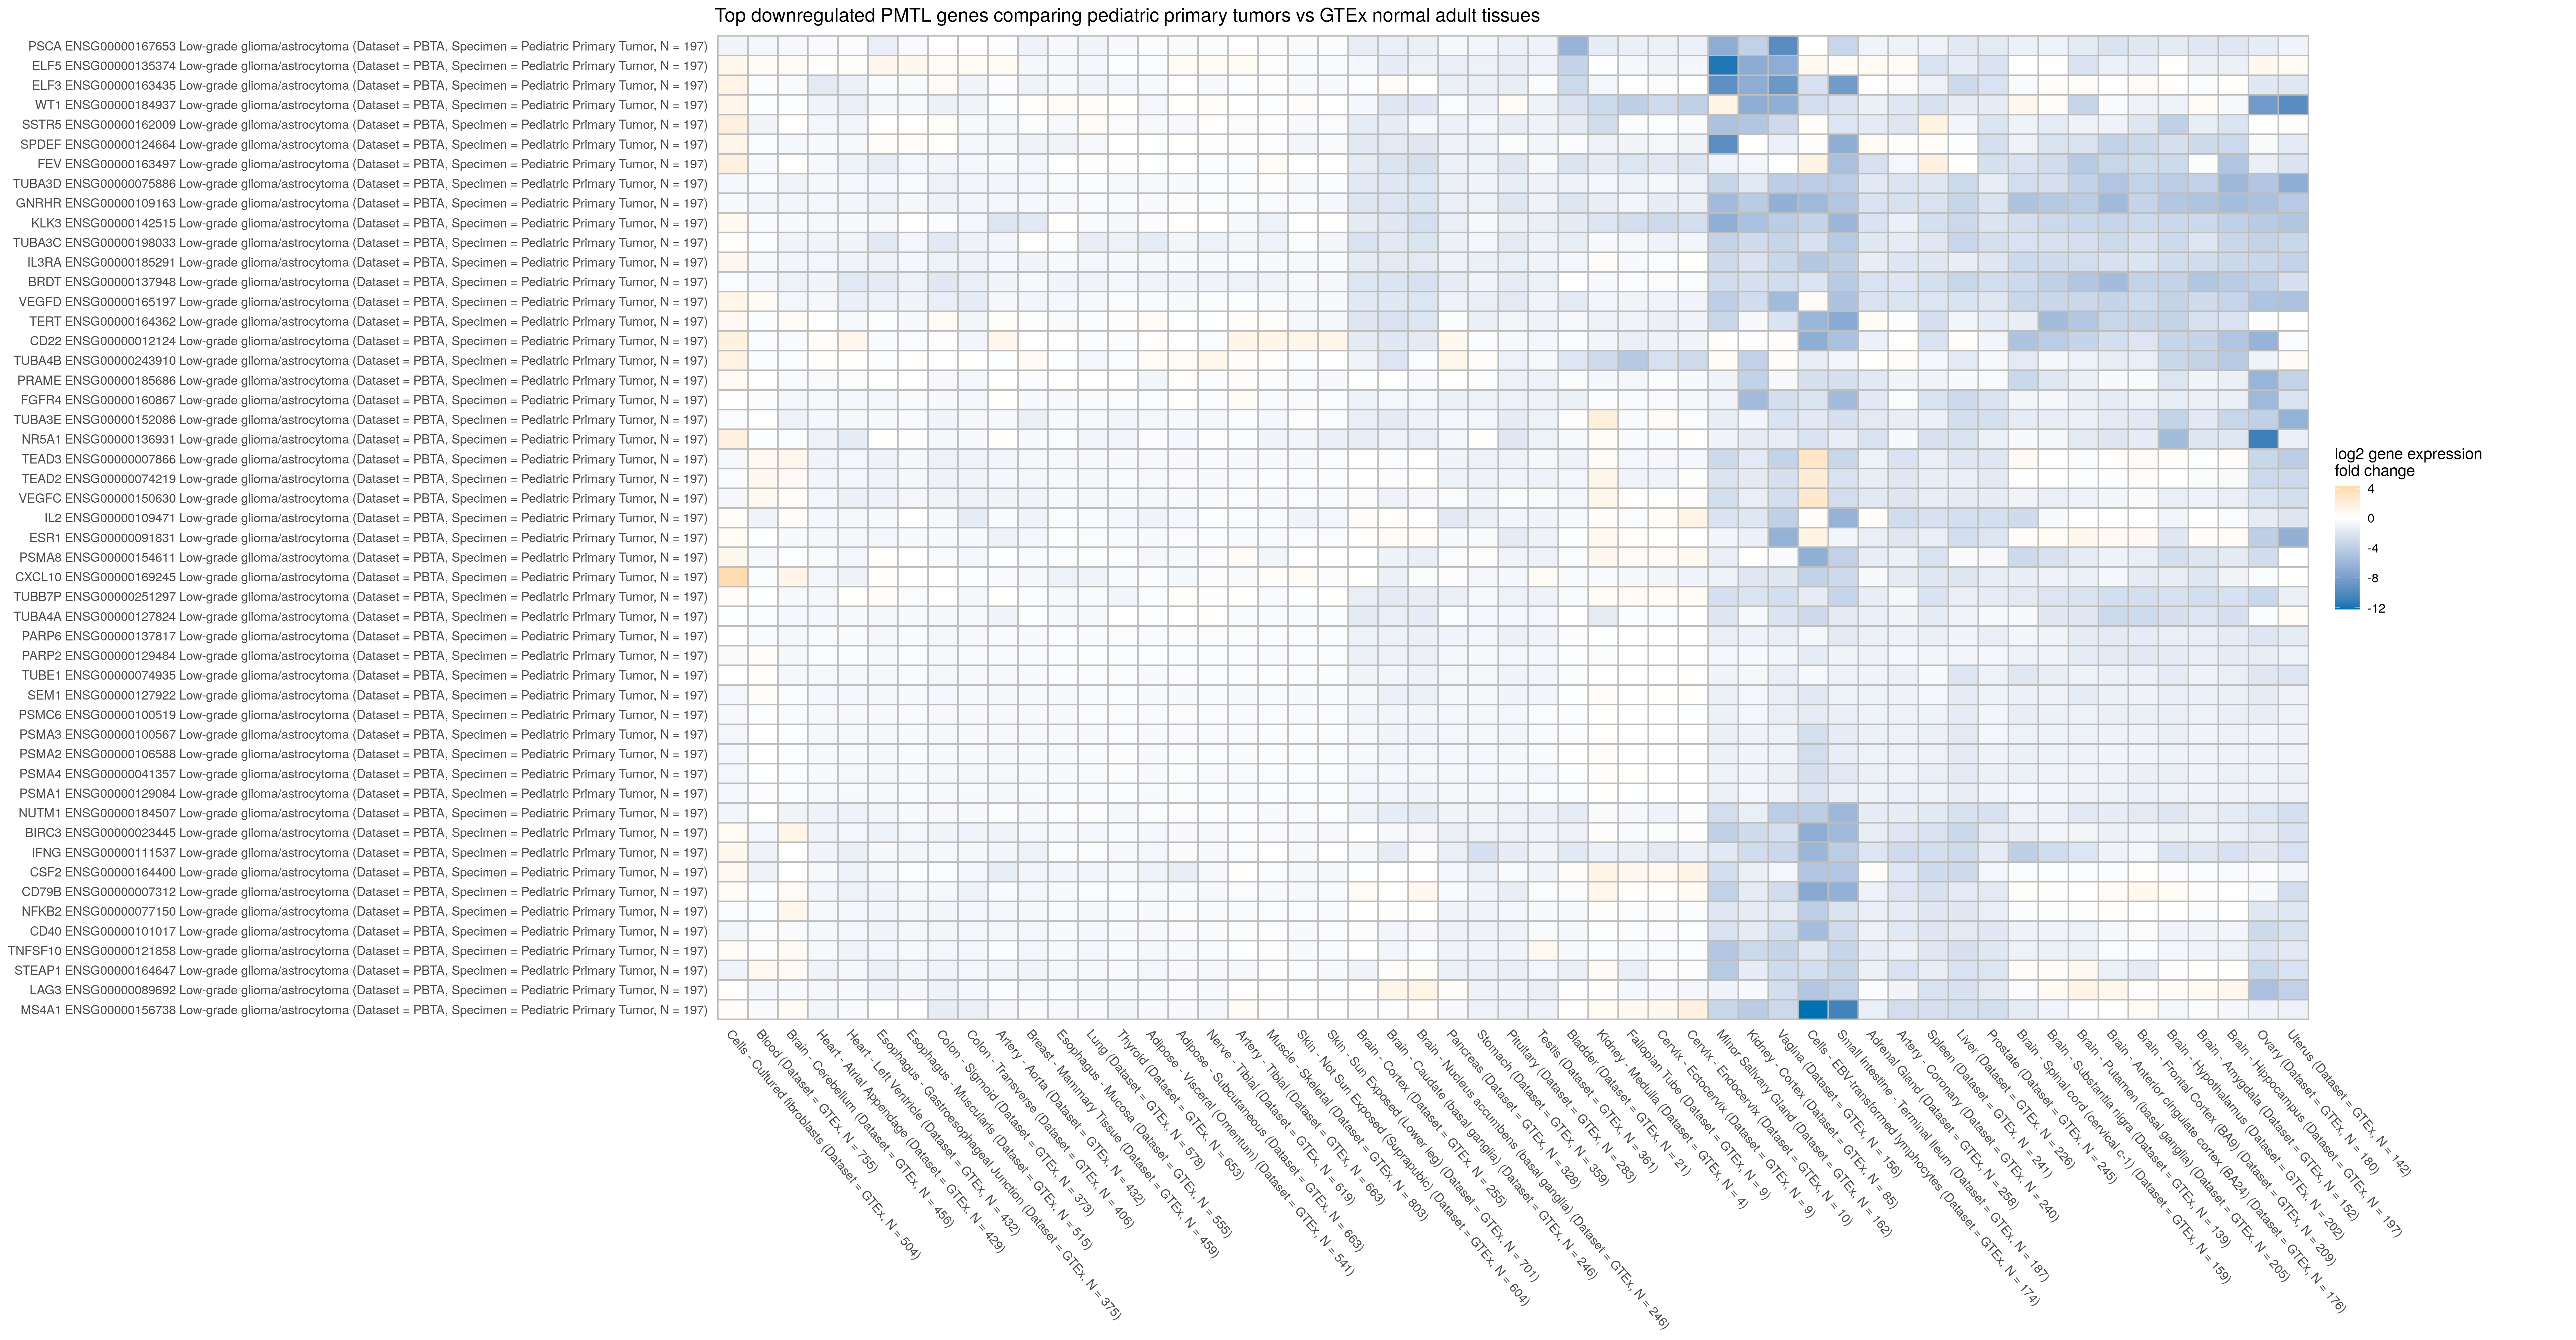 Top downregulated PMTL genes comparing pediatric primary tumors vs GTEx normal adult tissues
PSCA ENSG00000167653 Low-grade glioma/astrocytoma (Dataset = PBTA, Specimen = Pediatric Primary Tumor, N = 197)
ELF5 ENSG00000135374 Low-grade glioma/astrocytoma (Dataset = PBTA, Specimen = Pediatric Primary Tumor, N = 197)
ELF3 ENSG00000163435 Low-grade glioma/astrocytoma (Dataset = PBTA, Specimen = Pediatric Primary Tumor, N = 197)
WT1 ENSG00000184937 Low-grade glioma/astrocytoma (Dataset = PBTA, Specimen = Pediatric Primary Tumor, N = 197)
SSTR5 ENSG00000162009 Low-grade glioma/astrocytoma (Dataset = PBTA, Specimen = Pediatric Primary Tumor, N = 197)
SPDEF ENSG00000124664 Low-grade glioma/astrocytoma (Dataset = PBTA, Specimen = Pediatric Primary Tumor, N = 197)
FEV ENSG00000163497 Low-grade glioma/astrocytoma (Dataset = PBTA, Specimen = Pediatric Primary Tumor, N = 197)
TUBA3D ENSG00000075886 Low-grade glioma/astrocytoma (Dataset = PBTA, Specimen = Pediatric Primary Tumor, N = 197)
GNRHR ENSG00000109163 Low-grade glioma/astrocytoma (Dataset = PBTA, Specimen = Pediatric Primary Tumor, N = 197)
KLK3 ENSG00000142515 Low-grade glioma/astrocytoma (Dataset = PBTA, Specimen = Pediatric Primary Tumor, N = 197)
TUBA3C ENSG00000198033 Low-grade glioma/astrocytoma (Dataset = PBTA, Specimen = Pediatric Primary Tumor, N = 197)
IL3RA ENSG00000185291 Low-grade glioma/astrocytoma (Dataset = PBTA, Specimen = Pediatric Primary Tumor, N = 197)
BRDT ENSG00000137948 Low-grade glioma/astrocytoma (Dataset = PBTA, Specimen = Pediatric Primary Tumor, N = 197)
VEGFD ENSG00000165197 Low-grade glioma/astrocytoma (Dataset = PBTA, Specimen = Pediatric Primary Tumor, N = 197)
TERT ENSG00000164362 Low-grade glioma/astrocytoma (Dataset = PBTA, Specimen = Pediatric Primary Tumor, N = 197)
CD22 ENSG00000012124 Low-grade glioma/astrocytoma (Dataset = PBTA, Specimen = Pediatric Primary Tumor, N = 197)
TUBA4B ENSG00000243910 Low-grade glioma/astrocytoma (Dataset = PBTA, Specimen = Pediatric Primary Tumor, N = 197)
PRAME ENSG00000185686 Low-grade glioma/astrocytoma (Dataset = PBTA, Specimen = Pediatric Primary Tumor, N = 197)
FGFR4 ENSG00000160867 Low-grade glioma/astrocytoma (Dataset = PBTA, Specimen = Pediatric Primary Tumor, N = 197)
TUBA3E ENSG00000152086 Low-grade glioma/astrocytoma (Dataset = PBTA, Specimen = Pediatric Primary Tumor, N = 197)
NR5A1 ENSG00000136931 Low-grade glioma/astrocytoma (Dataset = PBTA, Specimen = Pediatric Primary Tumor, N = 197)
TEAD3 ENSG00000007866 Low-grade glioma/astrocytoma (Dataset = PBTA, Specimen = Pediatric Primary Tumor, N = 197)
TEAD2 ENSG00000074219 Low-grade glioma/astrocytoma (Dataset = PBTA, Specimen = Pediatric Primary Tumor, N = 197)
VEGFC ENSG00000150630 Low-grade glioma/astrocytoma (Dataset = PBTA, Specimen = Pediatric Primary Tumor, N = 197)
IL2 ENSG00000109471 Low-grade glioma/astrocytoma (Dataset = PBTA, Specimen = Pediatric Primary Tumor, N = 197)
ESR1 ENSG00000091831 Low-grade glioma/astrocytoma (Dataset = PBTA, Specimen = Pediatric Primary Tumor, N = 197)
PSMA8 ENSG00000154611 Low-grade glioma/astrocytoma (Dataset = PBTA, Specimen = Pediatric Primary Tumor, N = 197)
CXCL10 ENSG00000169245 Low-grade glioma/astrocytoma (Dataset = PBTA, Specimen = Pediatric Primary Tumor, N = 197)
TUBB7P ENSG00000251297 Low-grade glioma/astrocytoma (Dataset = PBTA, Specimen = Pediatric Primary Tumor, N = 197)
TUBA4A ENSG00000127824 Low-grade glioma/astrocytoma (Dataset = PBTA, Specimen = Pediatric Primary Tumor, N = 197)
PARP6 ENSG00000137817 Low-grade glioma/astrocytoma (Dataset = PBTA, Specimen = Pediatric Primary Tumor, N = 197)
PARP2 ENSG00000129484 Low-grade glioma/astrocytoma (Dataset = PBTA, Specimen = Pediatric Primary Tumor, N = 197)
TUBE1 ENSG00000074935 Low-grade glioma/astrocytoma (Dataset = PBTA, Specimen = Pediatric Primary Tumor, N = 197)
SEM1 ENSG00000127922 Low-grade glioma/astrocytoma (Dataset = PBTA, Specimen = Pediatric Primary Tumor, N = 197)
PSMC6 ENSG00000100519 Low-grade glioma/astrocytoma (Dataset = PBTA, Specimen = Pediatric Primary Tumor, N = 197)
PSMA3 ENSG00000100567 Low-grade glioma/astrocytoma (Dataset = PBTA, Specimen = Pediatric Primary Tumor, N = 197)
PSMA2 ENSG00000106588 Low-grade glioma/astrocytoma (Dataset = PBTA, Specimen = Pediatric Primary Tumor, N = 197)
PSMA4 ENSG00000041357 Low-grade glioma/astrocytoma (Dataset = PBTA, Specimen = Pediatric Primary Tumor, N = 197)
PSMA1 ENSG00000129084 Low-grade glioma/astrocytoma (Dataset = PBTA, Specimen = Pediatric Primary Tumor, N = 197)
NUTM1 ENSG00000184507 Low-grade glioma/astrocytoma (Dataset = PBTA, Specimen = Pediatric Primary Tumor, N = 197)
BIRC3 ENSG00000023445 Low-grade glioma/astrocytoma (Dataset = PBTA, Specimen = Pediatric Primary Tumor, N = 197)
IFNG ENSG00000111537 Low-grade glioma/astrocytoma (Dataset = PBTA, Specimen = Pediatric Primary Tumor, N = 197)
CSF2 ENSG00000164400 Low-grade glioma/astrocytoma (Dataset = PBTA, Specimen = Pediatric Primary Tumor, N = 197)
CD79B ENSG00000007312 Low-grade glioma/astrocytoma (Dataset = PBTA, Specimen = Pediatric Primary Tumor, N = 197)
NFKB2 ENSG00000077150 Low-grade glioma/astrocytoma (Dataset = PBTA, Specimen = Pediatric Primary Tumor, N = 197)
CD40 ENSG00000101017 Low-grade glioma/astrocytoma (Dataset = PBTA, Specimen = Pediatric Primary Tumor, N = 197)
TNFSF10 ENSG00000121858 Low-grade glioma/astrocytoma (Dataset = PBTA, Specimen = Pediatric Primary Tumor, N = 197)
STEAP1 ENSG00000164647 Low-grade glioma/astrocytoma (Dataset = PBTA, Specimen = Pediatric Primary Tumor, N = 197)
LAG3 ENSG00000089692 Low-grade glioma/astrocytoma (Dataset = PBTA, Specimen = Pediatric Primary Tumor, N = 197)
MS4A1 ENSG00000156738 Low-grade glioma/astrocytoma (Dataset = PBTA, Specimen = Pediatric Primary Tumor, N = 197)
Cells - Cultured fibroblasts (Dataset = GTEx, N = 504)
Blood (Dataset = GTEx, N = 755)
Brain - Cerebellum (Dataset = GTEx, N = 456)
Heart - Atrial Appendage (Dataset = GTEx, N = 429)
Heart - Left Ventricle (Dataset = GTEx, N = 432)
Esophagus - Gastroesophageal Junction (Dataset = GTEx, N = 375)
Esophagus - Muscularis (Dataset = GTEx, N = 515)
Colon - Sigmoid (Dataset = GTEx, N = 373)
Colon - Transverse (Dataset = GTEx, N = 406)
Artery - Aorta (Dataset = GTEx, N = 432)
Breast - Mammary Tissue (Dataset = GTEx, N = 459)
Esophagus - Mucosa (Dataset = GTEx, N = 555)
Lung (Dataset = GTEx, N = 578)
Thyroid (Dataset = GTEx, N = 653)
Adipose - Visceral (Omentum) (Dataset = GTEx, N = 541)
Adipose - Subcutaneous (Dataset = GTEx, N = 663)
Nerve - Tibial (Dataset = GTEx, N = 619)
Artery - Tibial (Dataset = GTEx, N = 663)
Muscle - Skeletal (Dataset = GTEx, N = 803)
Skin - Not Sun Exposed (Suprapubic) (Dataset = GTEx, N = 604)
Skin - Sun Exposed (Lower leg) (Dataset = GTEx, N = 701)
Brain - Cortex (Dataset = GTEx, N = 255)
Brain - Caudate (basal ganglia) (Dataset = GTEx, N = 246)
Brain - Nucleus accumbens (basal ganglia) (Dataset = GTEx, N = 246)
Pancreas (Dataset = GTEx, N = 328)
Stomach (Dataset = GTEx, N = 359)
Pituitary (Dataset = GTEx, N = 283)
Testis (Dataset = GTEx, N = 361)
Bladder (Dataset = GTEx, N = 21)
Kidney - Medulla (Dataset = GTEx, N = 4)
Fallopian Tube (Dataset = GTEx, N = 9)
Cervix - Ectocervix (Dataset = GTEx, N = 9)
Cervix - Endocervix (Dataset = GTEx, N = 10)
Minor Salivary Gland (Dataset = GTEx, N = 162)
Kidney - Cortex (Dataset = GTEx, N = 85)
Vagina (Dataset = GTEx, N = 156)
Cells - EBV-transformed lymphocytes (Dataset = GTEx, N = 174)
Small Intestine - Terminal Ileum (Dataset = GTEx, N = 187)
Adrenal Gland (Dataset = GTEx, N = 258)
Artery - Coronary (Dataset = GTEx, N = 240)
Spleen (Dataset = GTEx, N = 241)
Liver (Dataset = GTEx, N = 226)
Prostate (Dataset = GTEx, N = 245)
Brain - Spinal cord (cervical c-1) (Dataset = GTEx, N = 159)
Brain - Substantia nigra (Dataset = GTEx, N = 139)
Brain - Putamen (basal ganglia) (Dataset = GTEx, N = 205)
Brain - Anterior cingulate cortex (BA24) (Dataset = GTEx, N = 176)
Brain - Frontal Cortex (BA9) (Dataset = GTEx, N = 209)
Brain - Hypothalamus (Dataset = GTEx, N = 202)
Brain - Amygdala (Dataset = GTEx, N = 152)
Brain - Hippocampus (Dataset = GTEx, N = 197)
Ovary (Dataset = GTEx, N = 180)
Uterus (Dataset = GTEx, N = 142)
log2 gene expression
fold change
4
0
-4
-8
-12